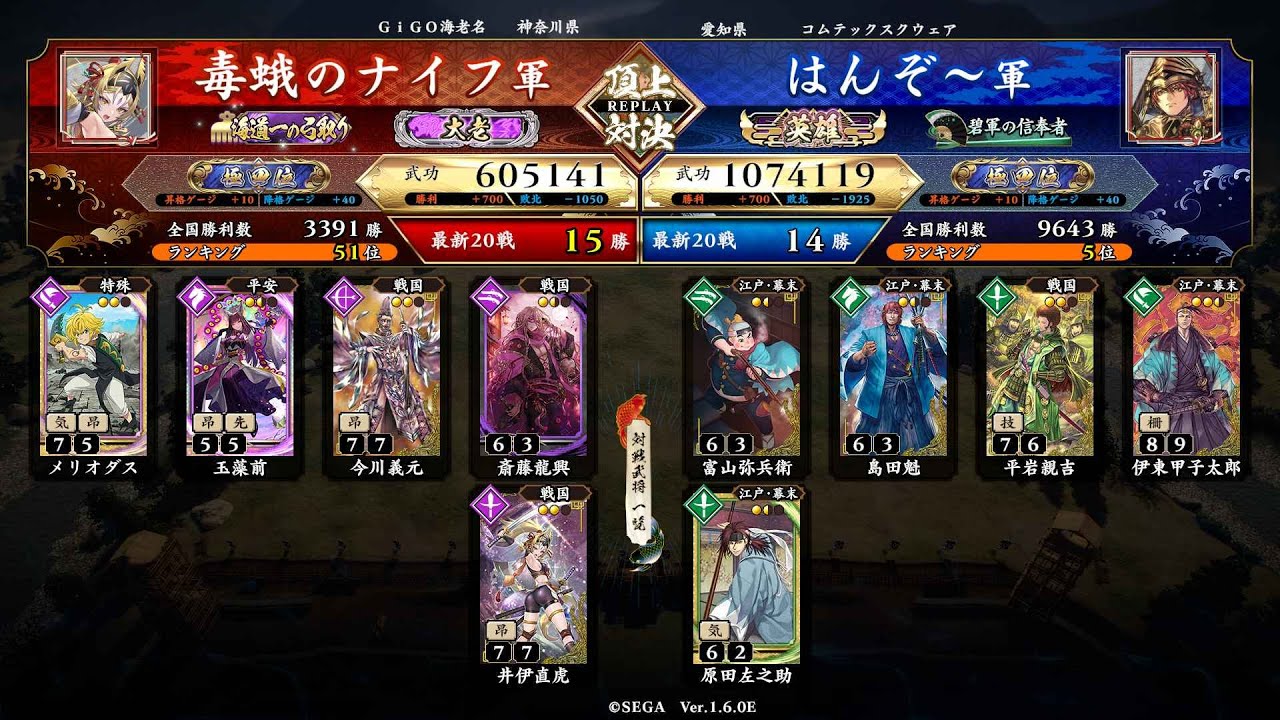 GiGO海老名 神奈川県
愛知県 コムテックスクウェア
毒蛾のナイフ軍
頂上
REPLAY
対決
はんぞ～軍
海道一の弓取り
大老
英雄
碧軍の信奉者
極四位
武功 605141
勝利 +700 敗北 -1050
武功 1074119
勝利 +700 敗北 -1925
極四位
昇格ゲージ +10 降格ゲージ +40
昇格ゲージ +10 降格ゲージ +40
全国勝利数 3391勝
ランキング 51位
最新20戦 15勝
最新20戦 14勝
全国勝利数 9643勝
ランキング 5位
特殊
気 昂
7 5
メリオダス
平安
昂 先
5 5
玉藻前
戦国
昂
7 7
今川義元
戦国
6 3
斎藤龍興
江戸・幕末
6 3
富山弥兵衛
江戸・幕末
6 3
島田魁
戦国
技
7 6
平岩親吉
江戸・幕末
柵
8 9
伊東甲子太郎
対戦武将一覧
戦国
昂
7 7
井伊直虎
江戸・幕末
気
6 2
原田左之助
©SEGA Ver.1.6.0E